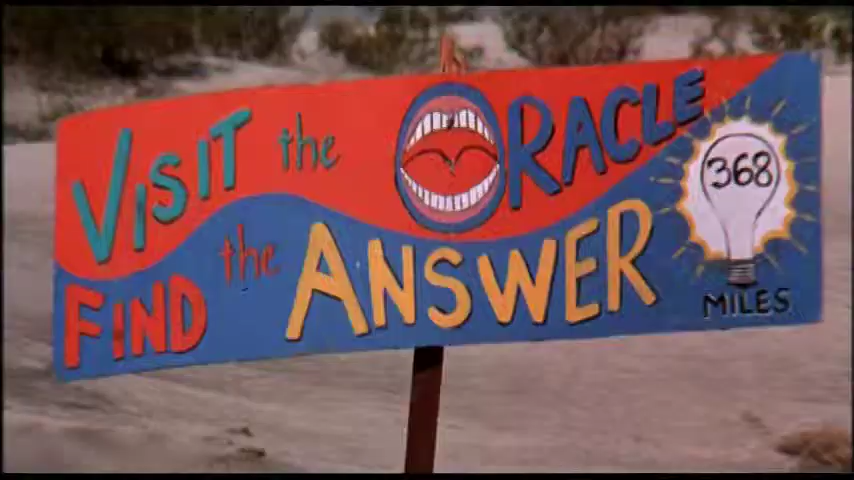 VISIT the ORACLE
FIND the ANSWER
368
MILES